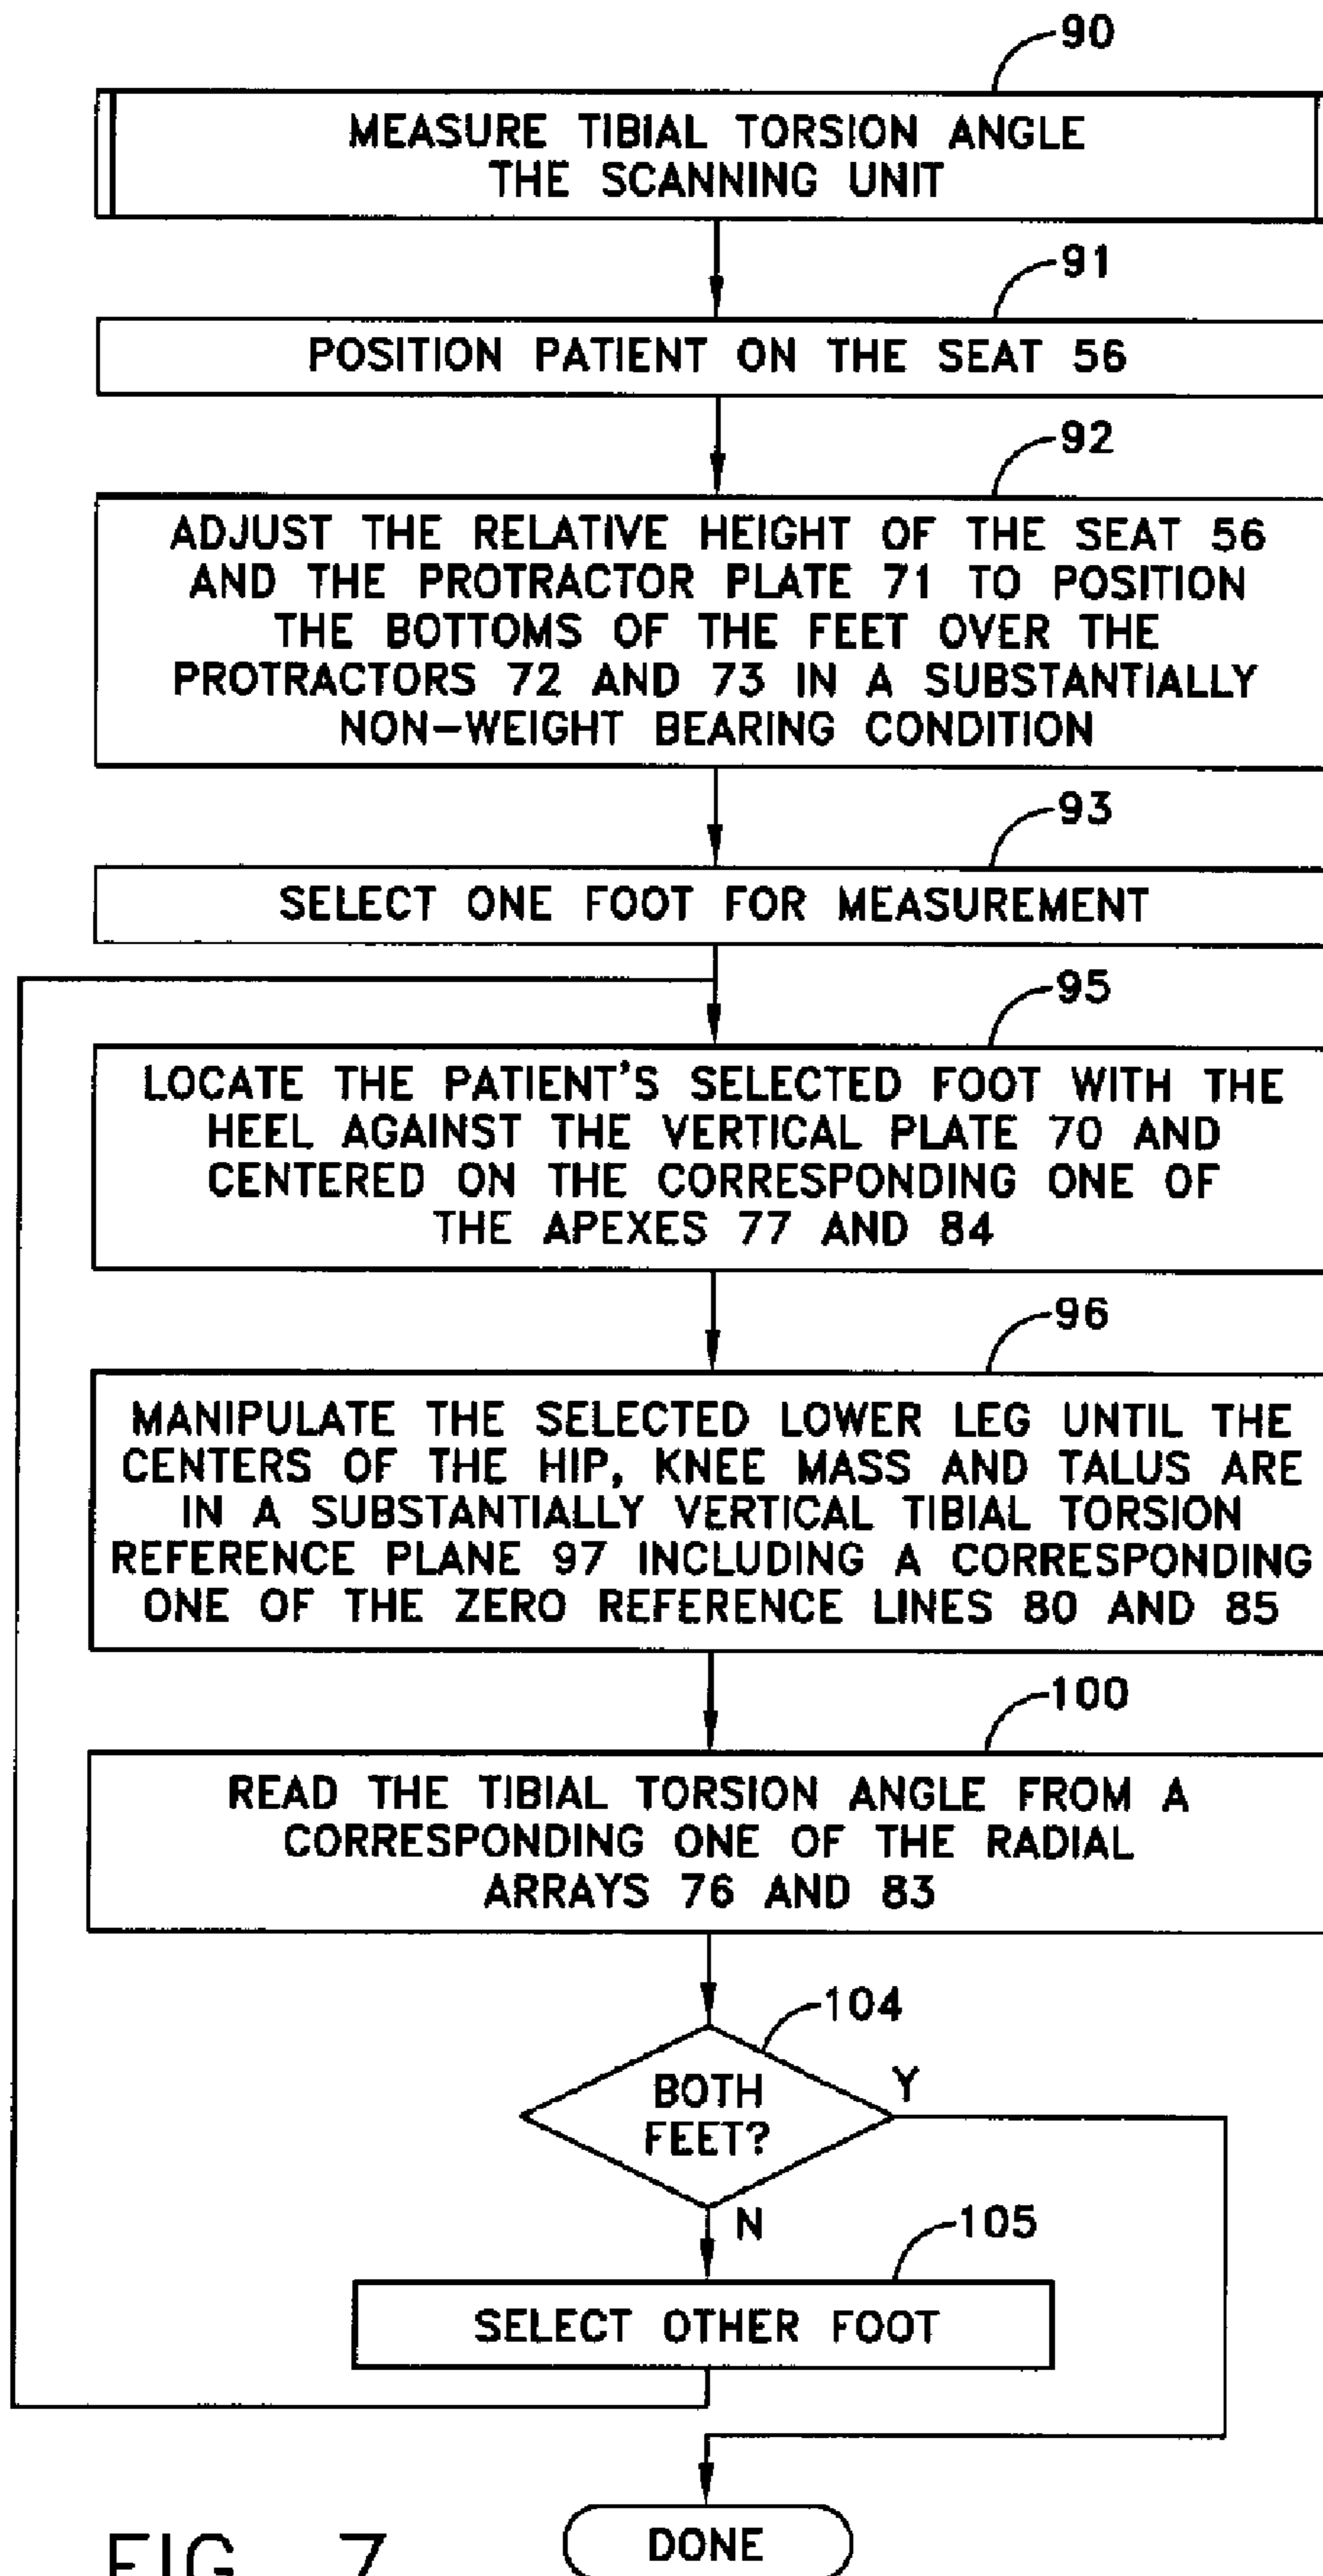 90
MEASURE TIBIAL TORSION ANGLE
THE SCANNING UNIT
91
POSITION PATIENT ON THE SEAT 56
92
ADJUST THE RELATIVE HEIGHT OF THE SEAT 56
AND THE PROTRACTOR PLATE 71 TO POSITION
THE BOTTOMS OF THE FEET OVER THE
PROTRACTORS 72 AND 73 IN A SUBSTANTIALLY
NON-WEIGHT BEARING CONDITION
93
SELECT ONE FOOT FOR MEASUREMENT
95
LOCATE THE PATIENT'S SELECTED FOOT WITH THE
HEEL AGAINST THE VERTICAL PLATE 70 AND
CENTERED ON THE CORRESPONDING ONE OF
THE APEXES 77 AND 84
96
MANIPULATE THE SELECTED LOWER LEG UNTIL THE
CENTERS OF THE HIP, KNEE MASS AND TALUS ARE
IN A SUBSTANTIALLY VERTICAL TIBIAL TORSION
REFERENCE PLANE 97 INCLUDING A CORRESPONDING
ONE OF THE ZERO REFERENCE LINES 80 AND 85
100
READ THE TIBIAL TORSION ANGLE FROM A
CORRESPONDING ONE OF THE RADIAL
ARRAYS 76 AND 83
104
BOTH
FEET?
Y
N
105
SELECT OTHER FOOT
DONE
FIG. 7